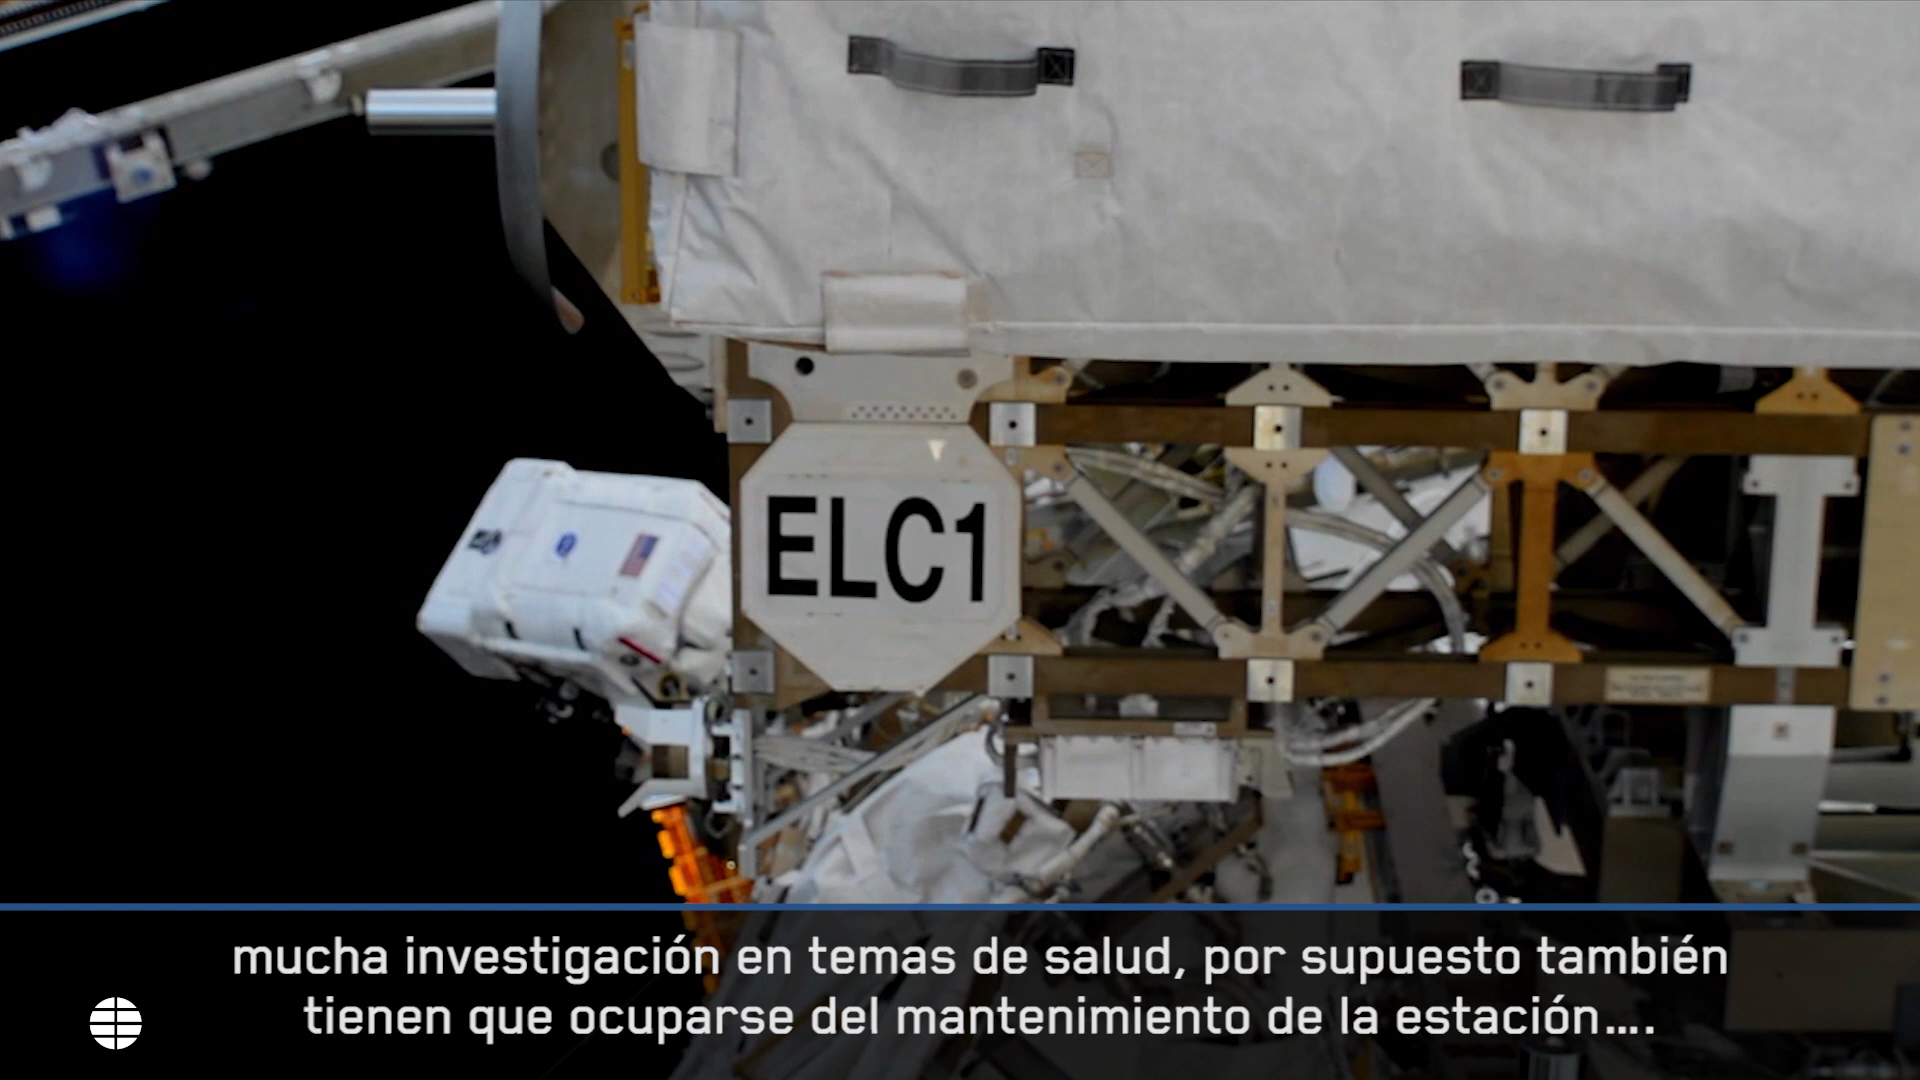 ELC1
mucha investigación en temas de salud, por supuesto también
tienen que ocuparse del mantenimiento de la estación....